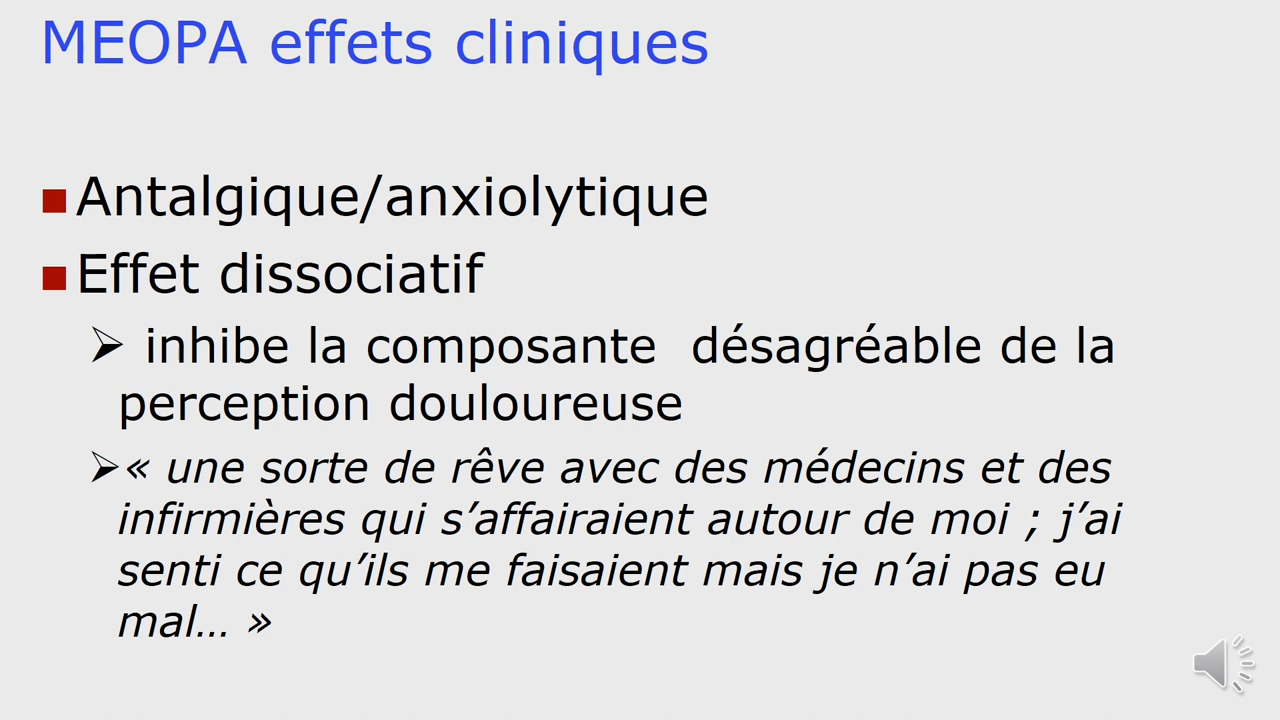 MEOPA effets cliniques
Antalgique/anxiolytique
Effet dissociatif
inhibe la composante  désagréable de la
perception douloureuse
« une sorte de rêve avec des médecins et des
infirmières qui s’affairaient autour de moi ; j’ai
senti ce qu’ils me faisaient mais je n’ai pas eu
mal… »